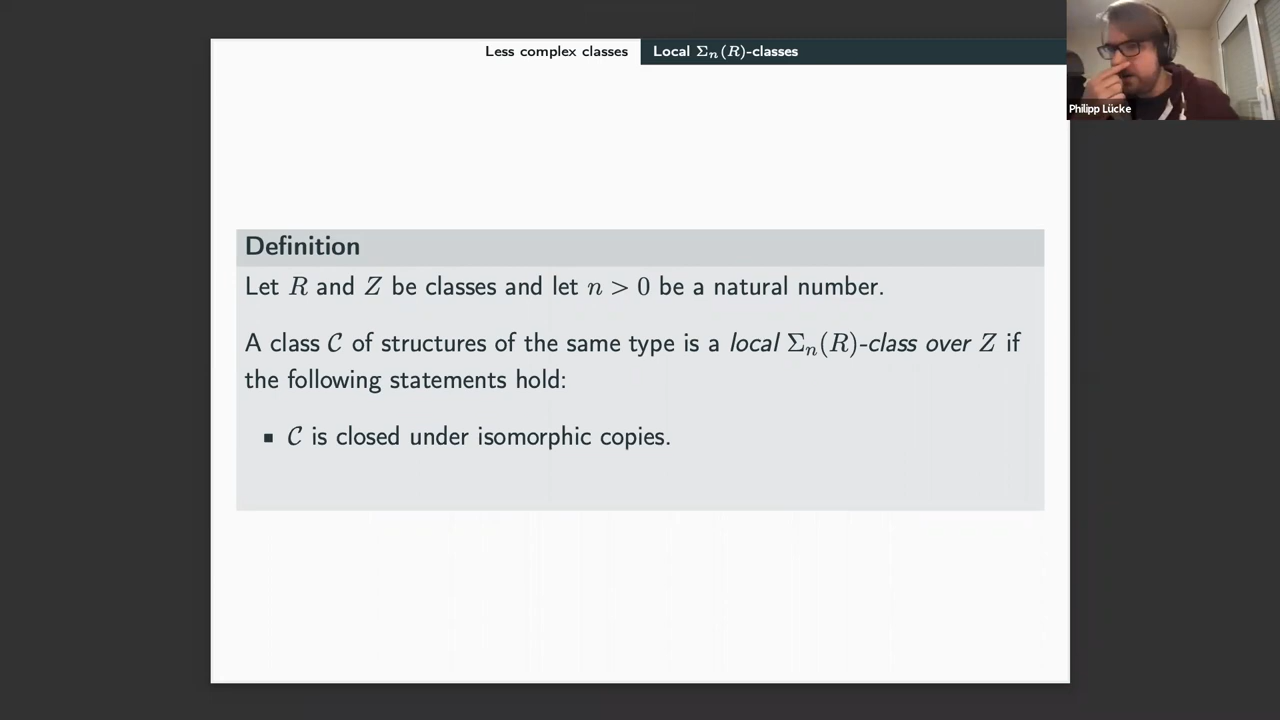 Less complex classes Local Σₙ(R)-classes
Philipp Lücke
Definition
Let R and Z be classes and let n > 0 be a natural number.
A class 𝒞 of structures of the same type is a local Σₙ(R)-class over Z if
the following statements hold:
▪ 𝒞 is closed under isomorphic copies.